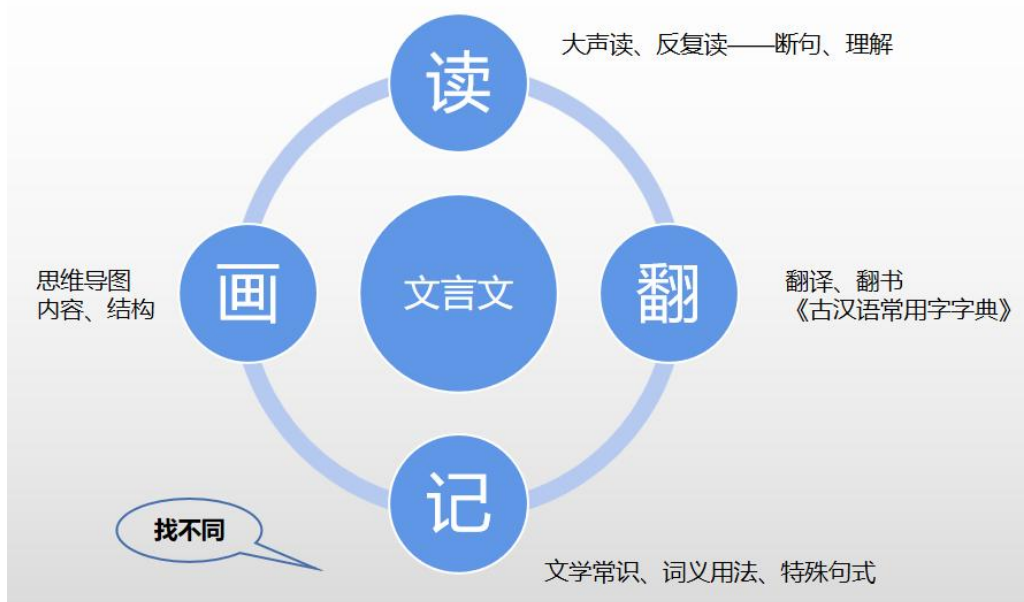 读
大声读、反复读——断句、理解
画
思维导图
内容、结构
文言文
翻
翻译、翻书
《古汉语常用字字典》
记
找不同
文学常识、词义用法、特殊句式